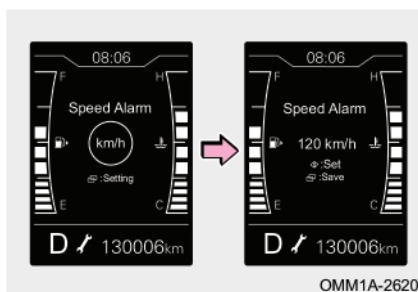 08:06
F H
Speed Alarm
km/h
:Setting
E C
D 130006km
08:06
F H
Speed Alarm
120 km/h
:Set
:Save
E C
D 130006km
OMM1A-2620